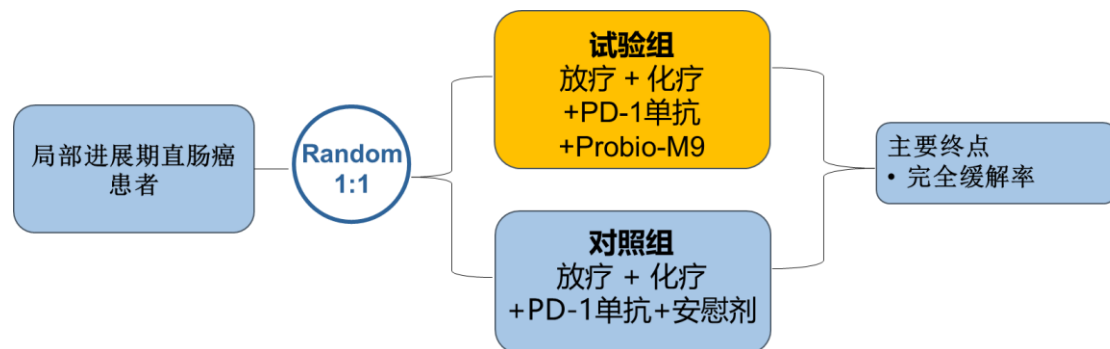 局部进展期直肠癌
患者
Random
1:1
试验组
放疗 + 化疗
+PD-1单抗
+Probio-M9
对照组
放疗 + 化疗
+PD-1单抗+安慰剂
主要终点
• 完全缓解率